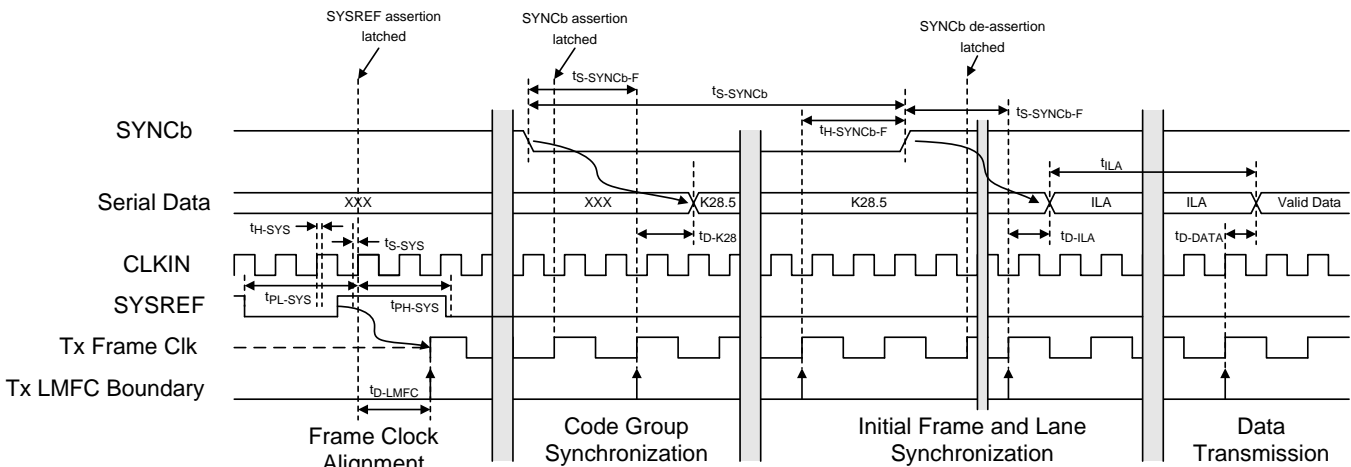 SYSREF assertion
latched
SYNCb assertion
latched
SYNCb de-assertion
latched
tS-SYNCb-F
tS-SYNCb
tS-SYNCb-F
SYNCb
tH-SYNCb-F
tILA
Serial Data
XXX
XXX
K28.5
K28.5
ILA
ILA
Valid Data
tH-SYS
tS-SYS
tD-K28
tD-ILA
tD-DATA
CLKIN
tPL-SYS
tPH-SYS
SYSREF
Tx Frame Clk
Tx LMFC Boundary
tD-LMFC
Frame Clock
Alignment
Code Group
Synchronization
Initial Frame and Lane
Synchronization
Data
Transmission